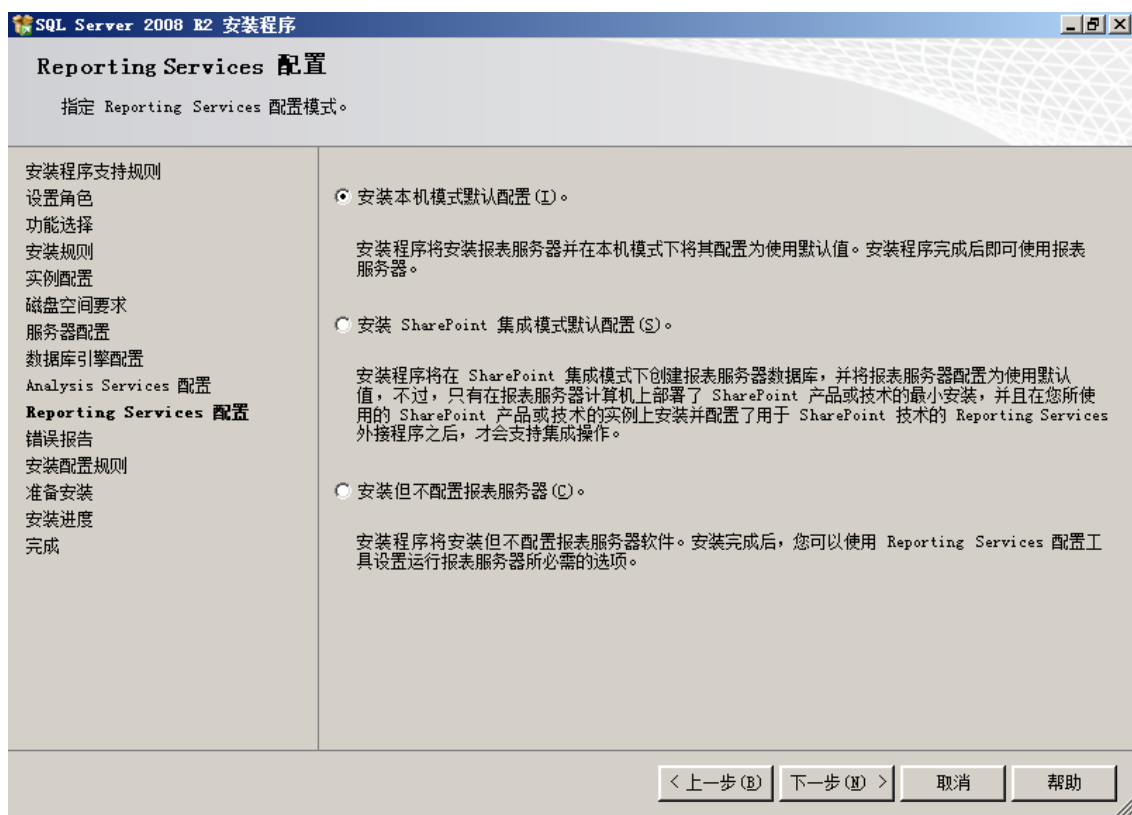 SQL Server 2008 R2 安装程序
Reporting Services 配置
指定 Reporting Services 配置模式。
安装程序支持规则
设置角色
功能选择
安装规则
实例配置
磁盘空间要求
服务器配置
数据库引擎配置
Analysis Services 配置
Reporting Services 配置
错误报告
安装配置规则
准备安装
安装进度
完成
安装本机模式默认配置(I)。
安装程序将安装报表服务器并在本机模式下将其配置为使用默认值。安装程序完成后即可使用报表
服务器。
安装 SharePoint 集成模式默认配置(S)。
安装程序将在 SharePoint 集成模式下创建报表服务器数据库，并将报表服务器配置为使用默认
值，不过，只有在报表服务器计算机上部署了 SharePoint 产品或技术的最小安装，并且在您所使
用的 SharePoint 产品或技术的实例上安装并配置了用于 SharePoint 技术的 Reporting Services
外接程序之后，才会支持集成操作。
安装但不配置报表服务器(C)。
安装程序将安装但不配置报表服务器软件。安装完成后，您可以使用 Reporting Services 配置工
具设置运行报表服务器所必需的选项。
< 上一步(B) 下一步(N) > 取消 帮助